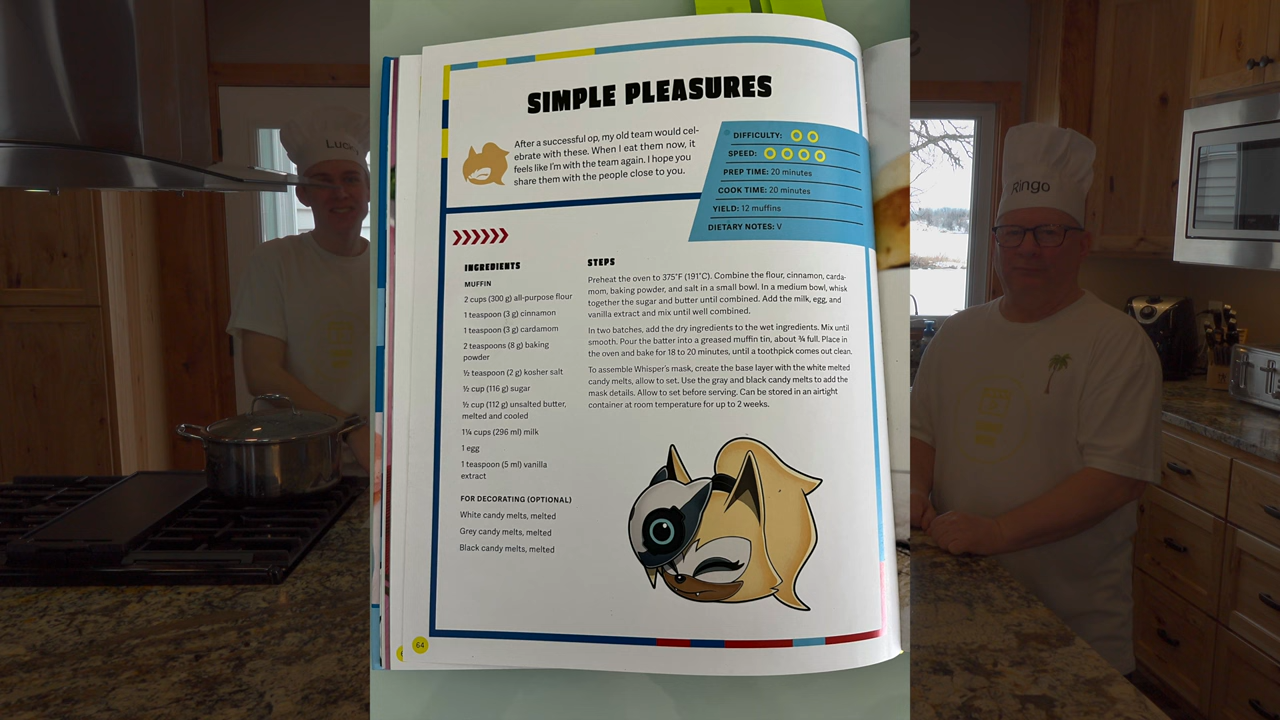 SIMPLE PLEASURES
After a successful op, my old team would cel-
ebrate with these. When I eat them now, it
feels like I'm with the team again. I hope you
share them with the people close to you.
DIFFICULTY:
SPEED:
PREP TIME: 20 minutes
COOK TIME: 20 minutes
YIELD: 12 muffins
DIETARY NOTES: V
INGREDIENTS
MUFFIN
2 cups (300 g) all-purpose flour
1 teaspoon (3 g) cinnamon
1 teaspoon (3 g) cardamom
2 teaspoons (8 g) baking
powder
½ teaspoon (2 g) kosher salt
½ cup (116 g) sugar
½ cup (112 g) unsalted butter,
melted and cooled
1¼ cups (296 ml) milk
1 egg
1 teaspoon (5 ml) vanilla
extract
FOR DECORATING (OPTIONAL)
White candy melts, melted
Grey candy melts, melted
Black candy melts, melted
STEPS
Preheat the oven to 375°F (191°C). Combine the flour, cinnamon, carda-
mom, baking powder, and salt in a small bowl. In a medium bowl, whisk
together the sugar and butter until combined. Add the milk, egg, and
vanilla extract and mix until well combined.
In two batches, add the dry ingredients to the wet ingredients. Mix until
smooth. Pour the batter into a greased muffin tin, about ¾ full. Place in
the oven and bake for 18 to 20 minutes, until a toothpick comes out clean.
To assemble Whisper's mask, create the base layer with the white melted
candy melts, allow to set. Use the gray and black candy melts to add the
mask details. Allow to set before serving. Can be stored in an airtight
container at room temperature for up to 2 weeks.
64
Lucky
Ringo